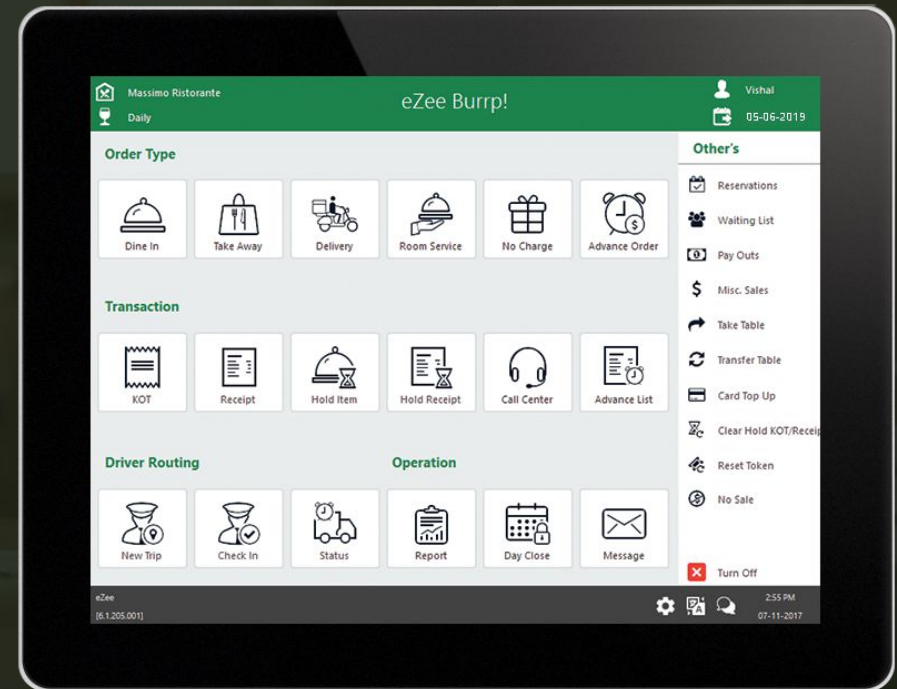 Massimo Ristorante
Daily
eZee Burrp!
Vishal
05-06-2019
Order Type
Dine In
Take Away
Delivery
Room Service
No Charge
Advance Order
Transaction
KOT
Receipt
Hold Item
Hold Receipt
Call Center
Advance List
Driver Routing
Operation
New Trip
Check In
Status
Report
Day Close
Message
Other's
Reservations
Waiting List
Pay Outs
Misc. Sales
Take Table
Transfer Table
Card Top Up
Clear Hold KOT/Receip
Reset Token
No Sale
Turn Off
eZee
[6.1.205.001]
2:55 PM
07-11-2017